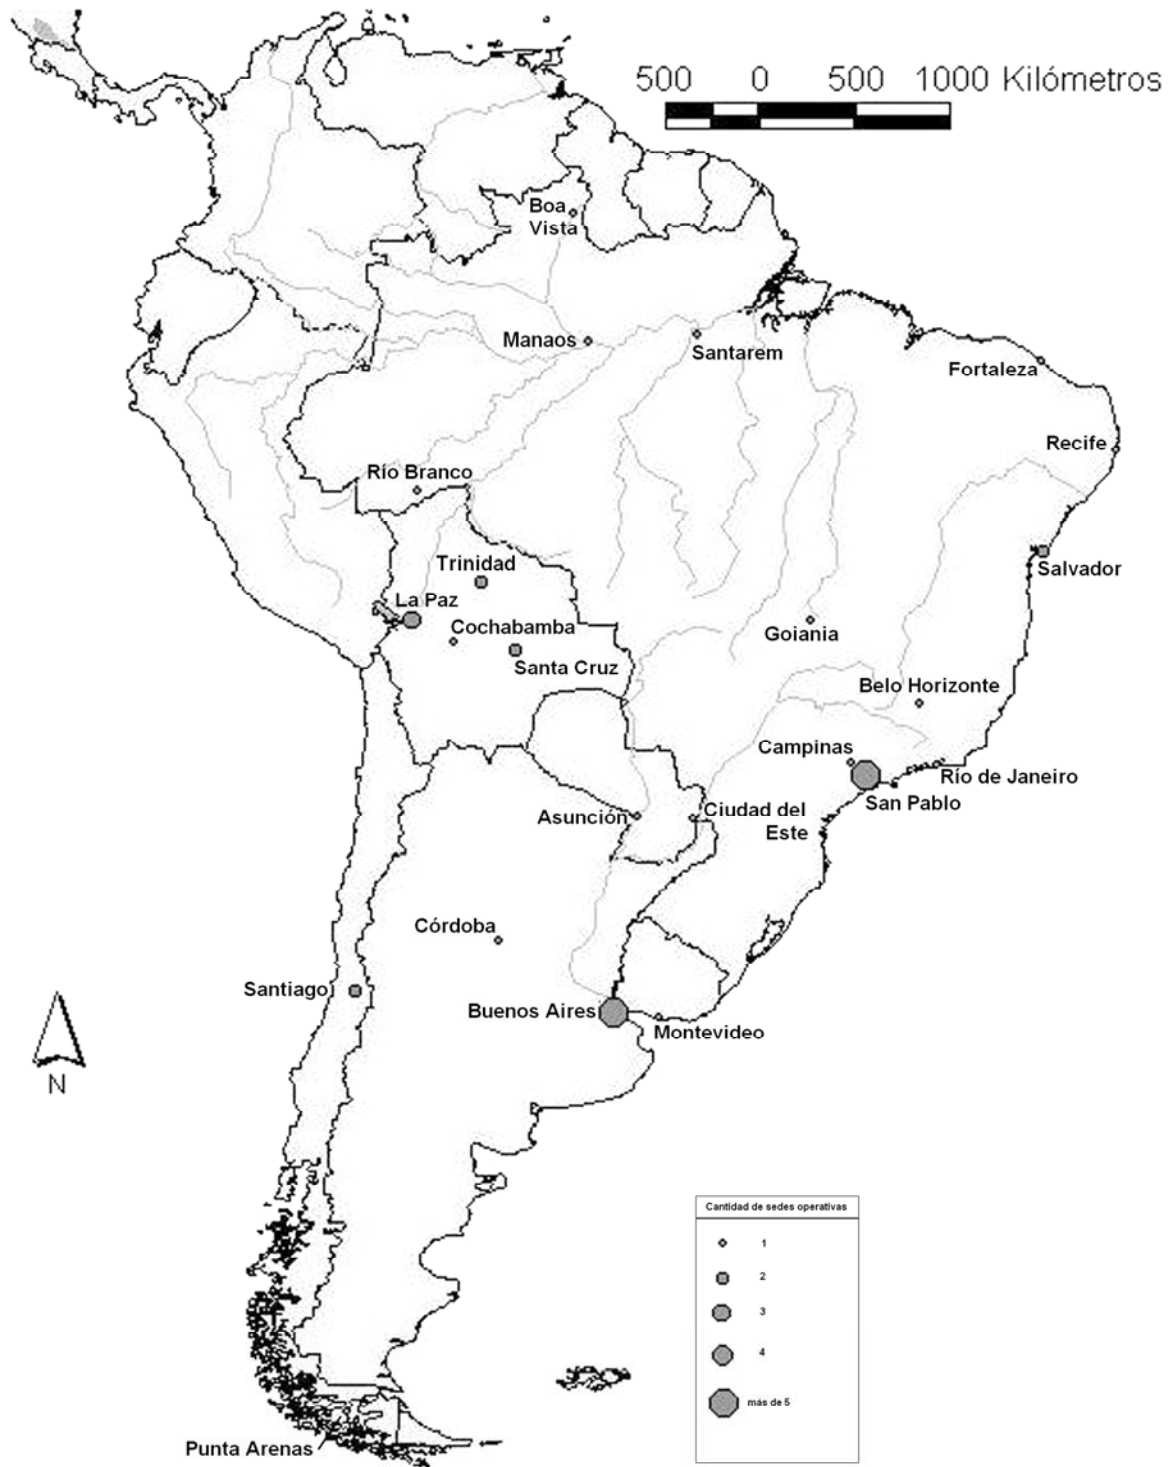 500 0 500 1000 Kilómetros
Boa
Vista
Manaos
Santarem
Fortaleza
Recife
Río Branco
Trinidad
Salvador
La Paz
Cochabamba
Goiania
Santa Cruz
Belo Horizonte
Campinas
Río de Janeiro
San Pablo
Asunción
Ciudad del
Este
Córdoba
Santiago
Buenos Aires
Montevideo
N
Cantidad de sedes operativas
1
2
3
4
más de 5
Punta Arenas